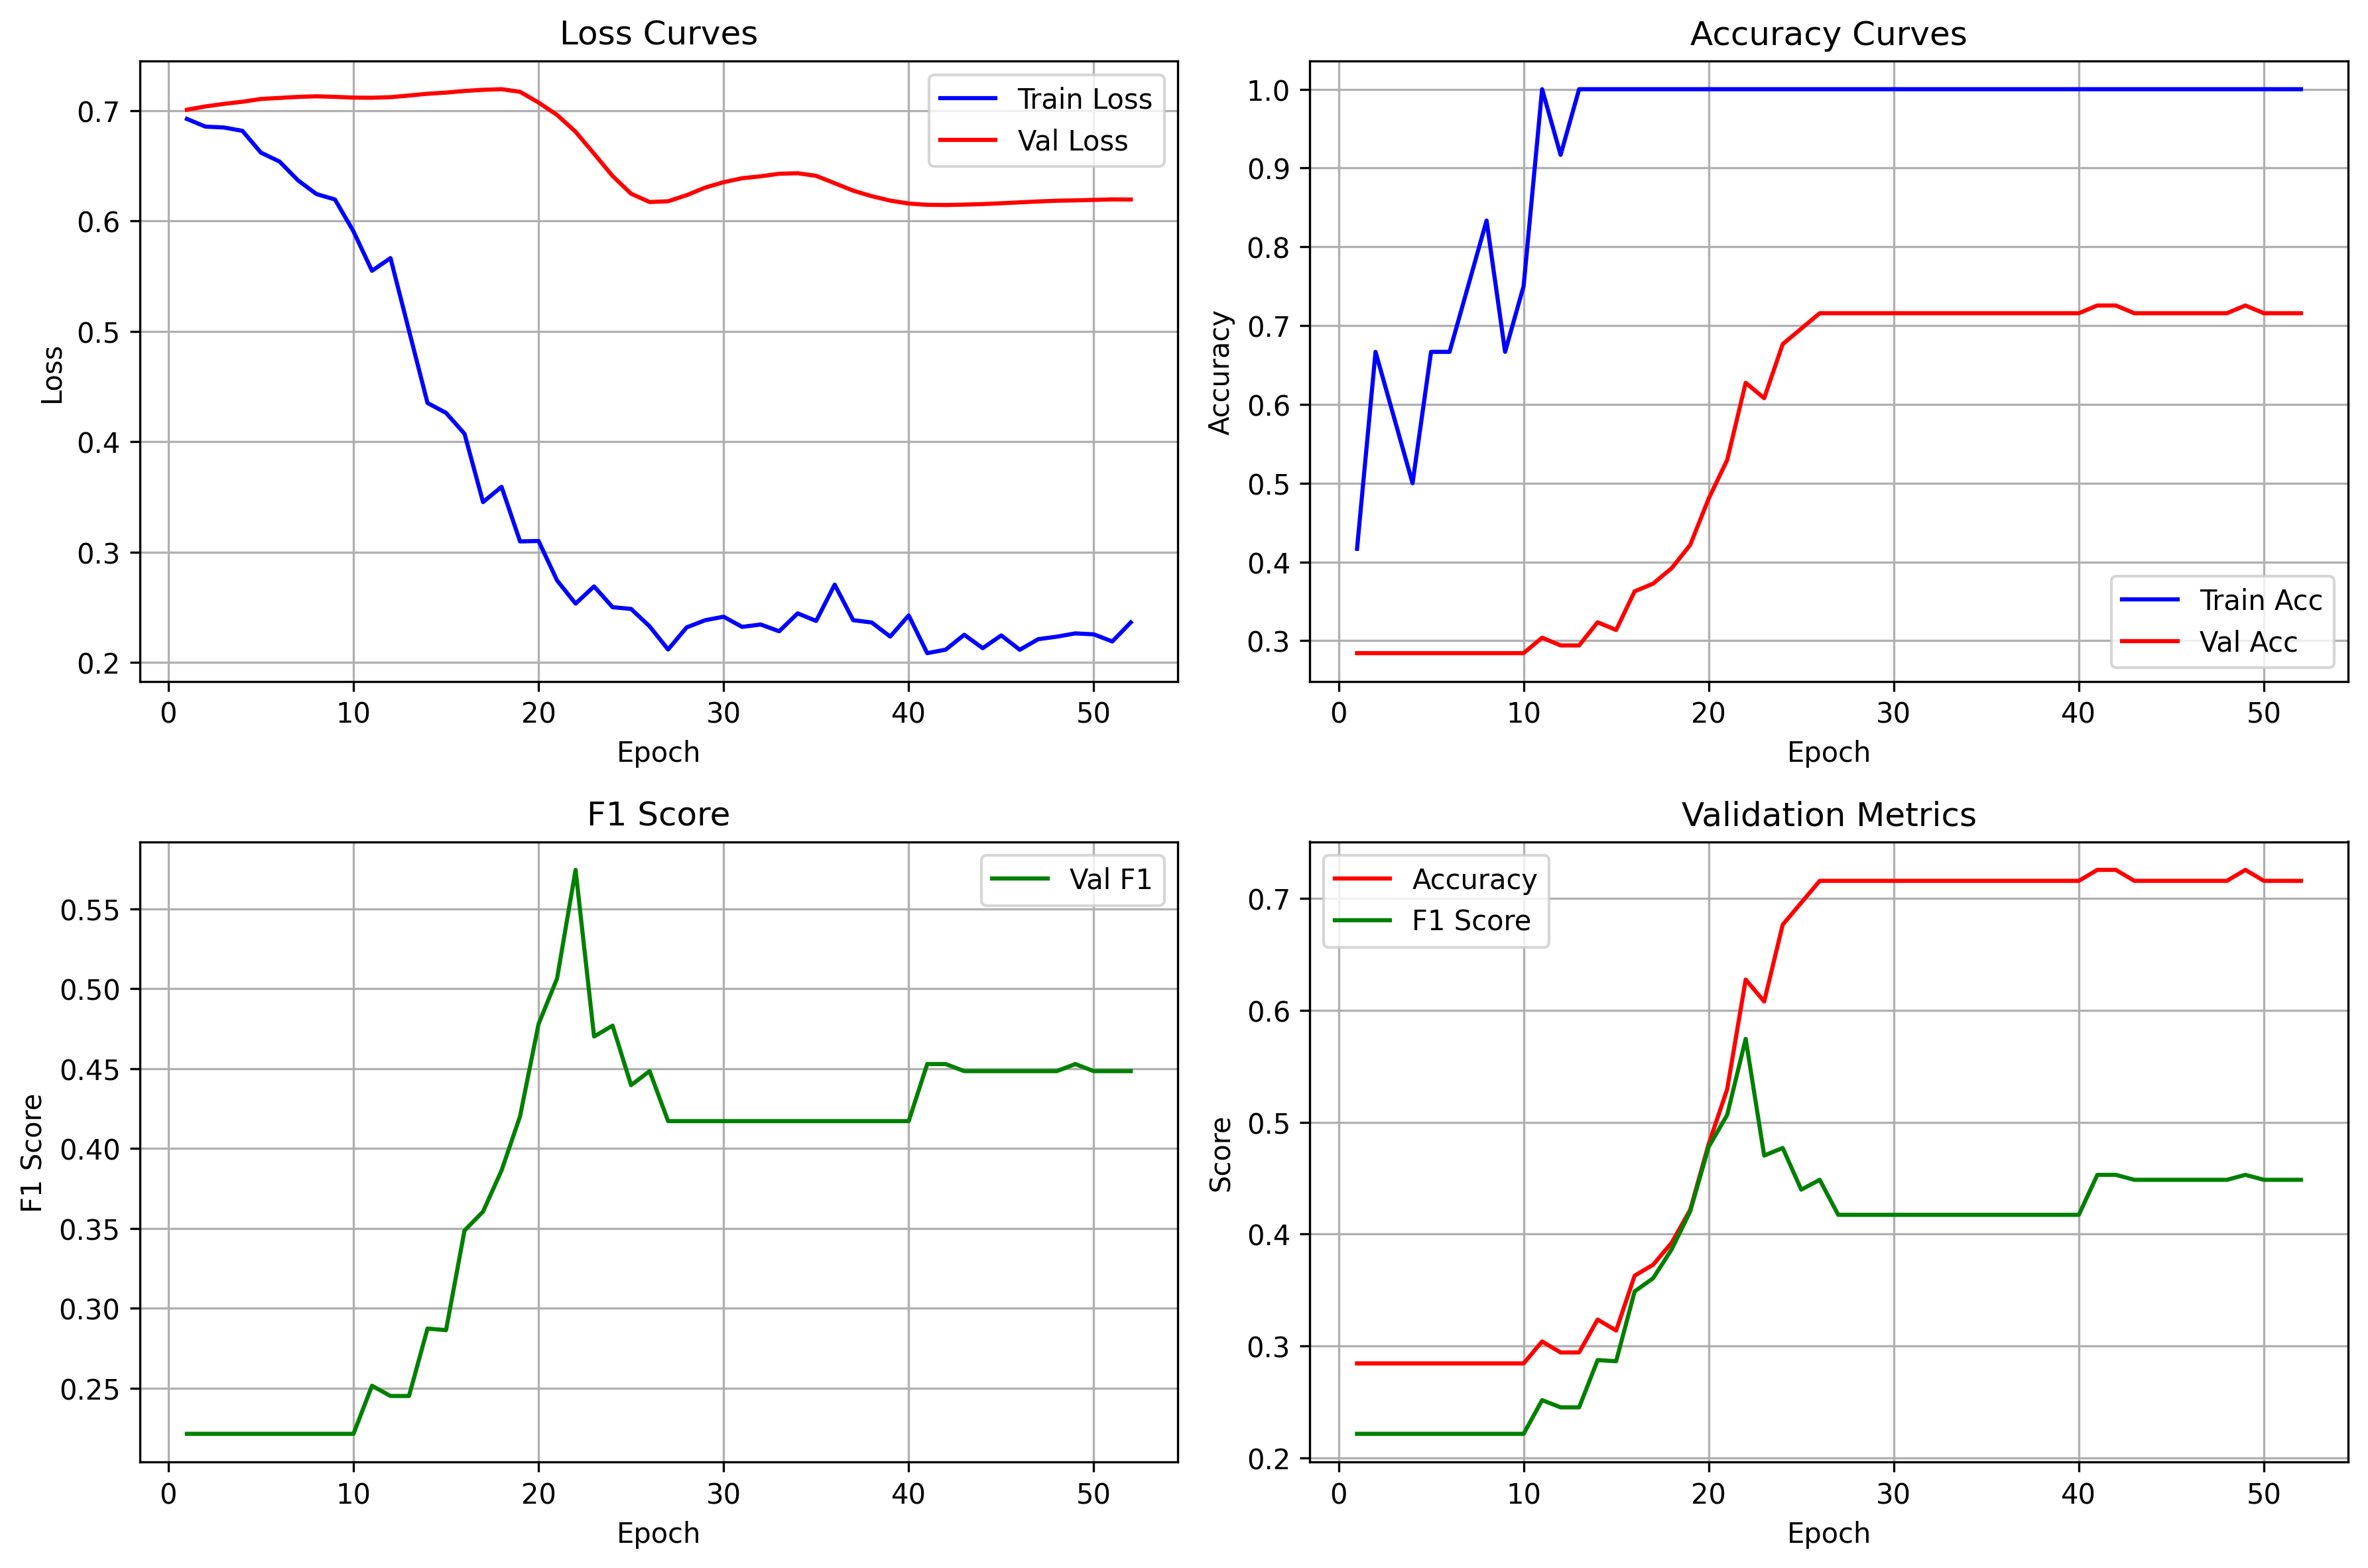 Loss Curves
Loss
0.7
0.6
0.5
0.4
0.3
0.2
Train Loss
Val Loss
0
10
20
30
40
50
Epoch
Accuracy Curves
Accuracy
1.0
0.9
0.8
0.7
0.6
0.5
0.4
0.3
Train Acc
Val Acc
0
10
20
30
40
50
Epoch
F1 Score
F1 Score
0.55
0.50
0.45
0.40
0.35
0.30
0.25
Val F1
0
10
20
30
40
50
Epoch
Validation Metrics
Score
0.7
0.6
0.5
0.4
0.3
0.2
Accuracy
F1 Score
0
10
20
30
40
50
Epoch